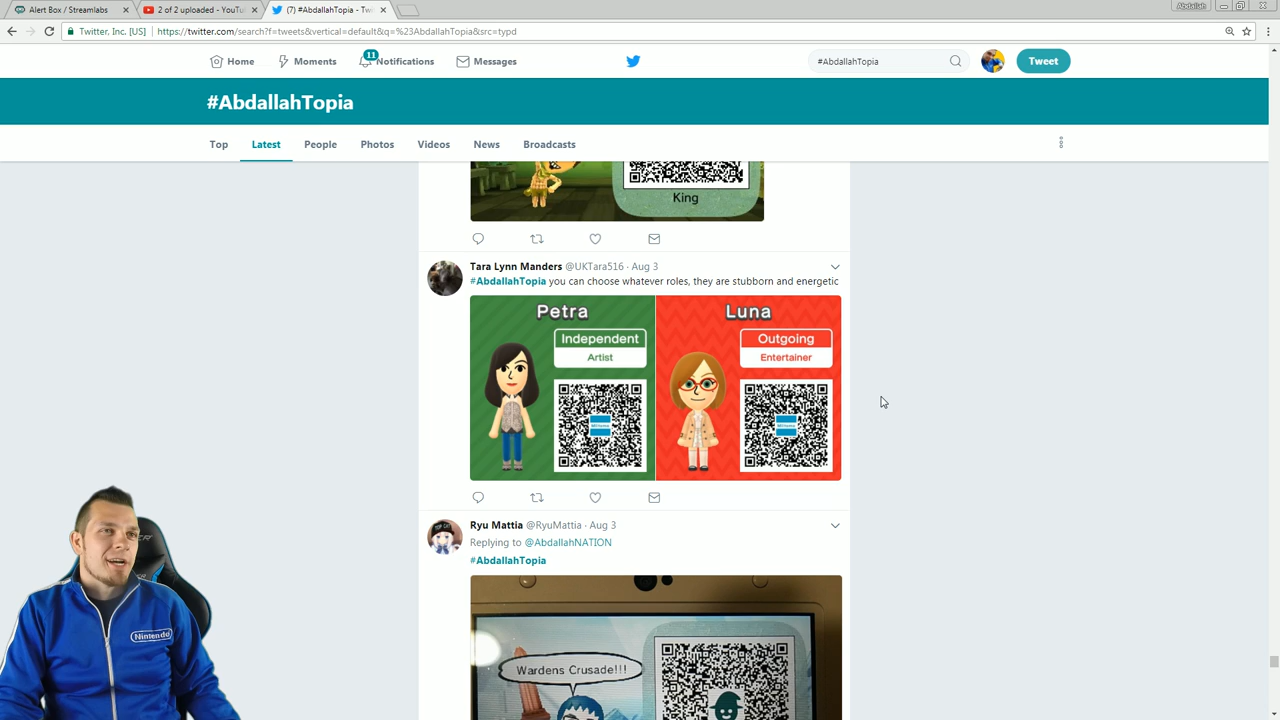 Alert Box / Streamlabs
2 of 2 uploaded - YouTu
(7) #AbdallahTopia - Tw
Abdallah
Twitter, Inc. [US]
https://twitter.com/search?f=tweets&vertical=default&q=%23AbdallahTopia&src=typd
Home
Moments
11
Notifications
Messages
#AbdallahTopia
Tweet
#AbdallahTopia
Top
Latest
People
Photos
Videos
News
Broadcasts
King
Tara Lynn Manders @UKTara516 · Aug 3
#AbdallahTopia you can choose whatever roles, they are stubborn and energetic
Petra
Independent
Artist
Luna
Outgoing
Entertainer
Ryu Mattia @RyuMattia · Aug 3
Replying to @AbdallahNATION
#AbdallahTopia
Wardens Crusade!!!
Nintendo